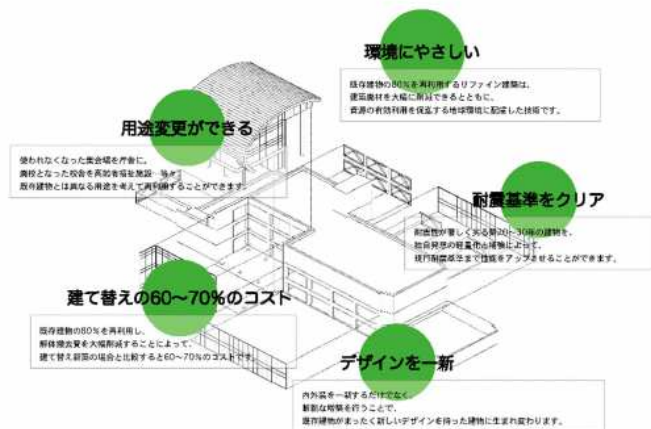 環境にやさしい
既存建物の80%を再利用するリファイン建築は、
建築廃材を大幅に削減できるとともに、
資源の有効利用を促進する地球環境に配慮した技術です。
用途変更ができる
使われなくなった集会場を庁舎に。
廃校となった校舎を高齢者福祉施設 等々
既存建物とは異なる用途を考えて再利用することができます。
耐震基準をクリア
耐震性が著しく劣る築20〜30年の建物を、
独自発想の軽量化と補強によって、
現行耐震基準まで性能をアップさせることができます。
建て替えの60〜70%のコスト
既存建物の80%を再利用し、
解体撤去費を大幅削減することによって、
建て替え新築の場合と比較すると60〜70%のコストです。
デザインを一新
内外装を一新するだけでなく、
斬新な増築を行うことで、
既存建物がまったく新しいデザインを持った建物に生まれ変わります。